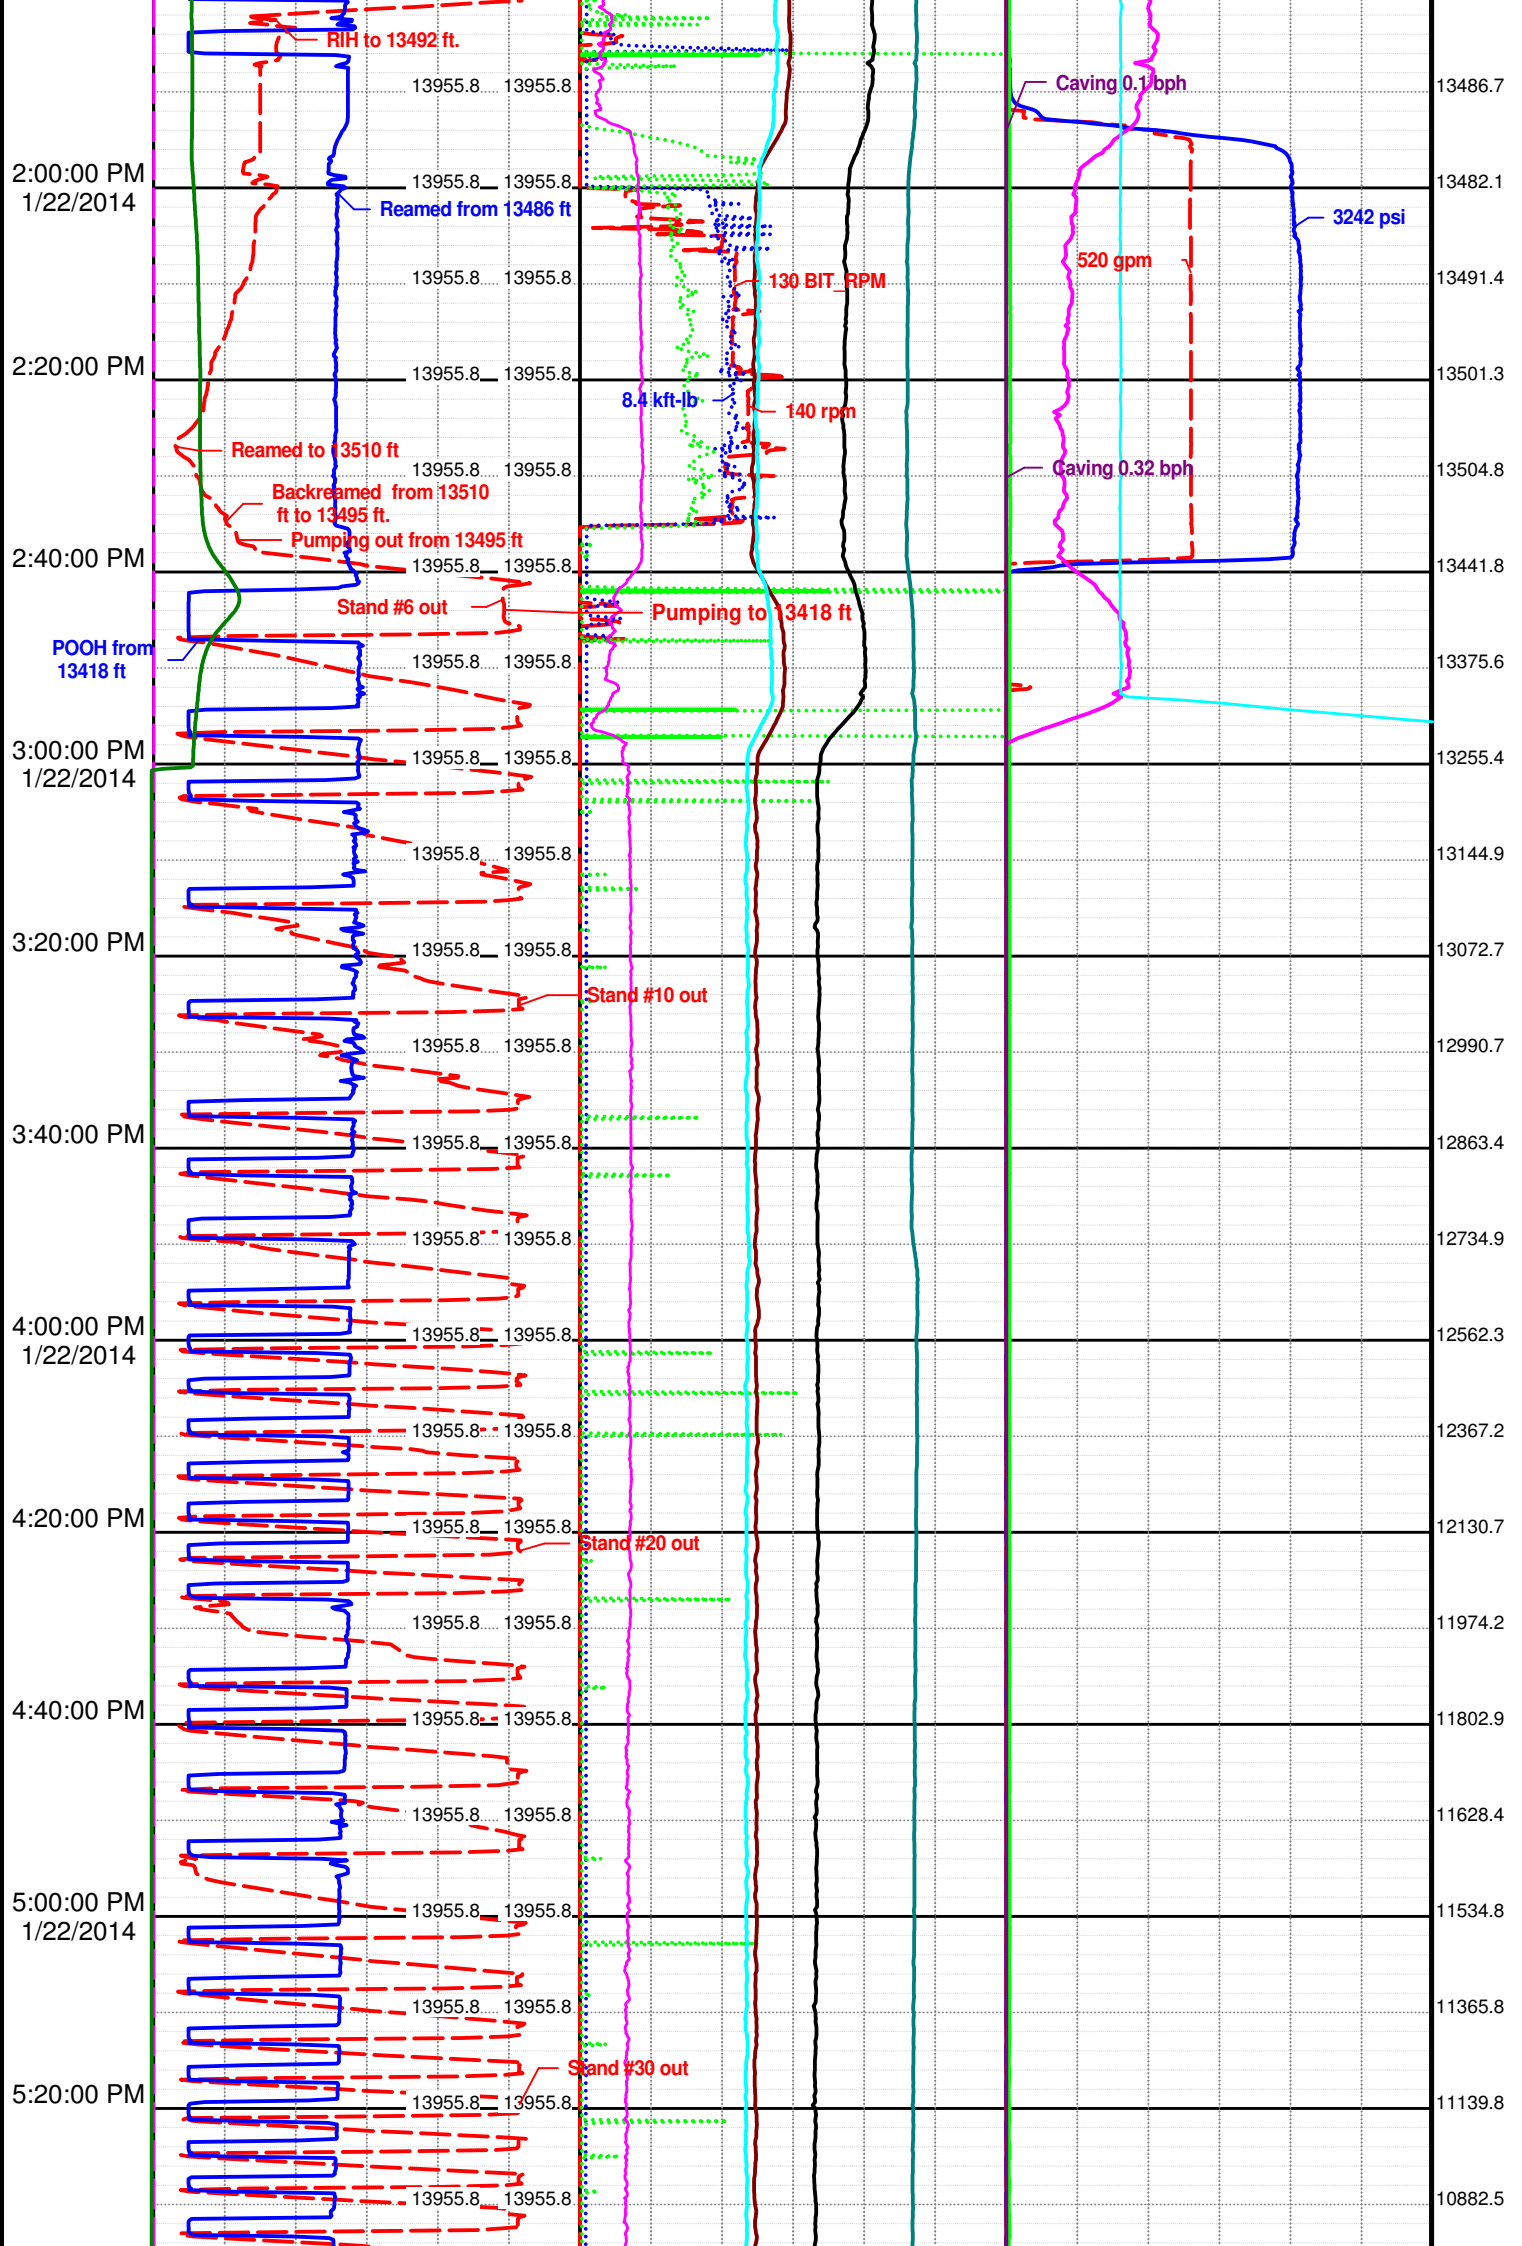 RIH to 13492 ft.
13955.8 13955.8 Caving 0.1 bph 13486.7
2:00:00 PM 13955.8 13955.8 13482.1
1/22/2014 Reamed from 13486 ft 3242 psi
520 gpm
13955.8 13955.8 130 BIT_RPM 13491.4
2:20:00 PM 13955.8 13955.8 13501.3
8.4 kft-lb 140 rpm
Reamed to 13510 ft
13955.8 13955.8 Caving 0.32 bph 13504.8
Backreamed from 13510
ft to 13495 ft.
Pumping out from 13495 ft
2:40:00 PM 13955.8 13955.8 13441.8
Stand #6 out Pumping to 13418 ft
POOH from
13418 ft
13955.8 13955.8 13375.6
3:00:00 PM 13955.8 13955.8 13255.4
1/22/2014
13955.8 13955.8 13144.9
3:20:00 PM 13955.8 13955.8 13072.7
Stand #10 out
13955.8 13955.8 12990.7
3:40:00 PM 13955.8 13955.8 12863.4
13955.8 13955.8 12734.9
4:00:00 PM 13955.8 13955.8 12562.3
1/22/2014
13955.8 13955.8 12367.2
4:20:00 PM 13955.8 13955.8 12130.7
Stand #20 out
13955.8 13955.8 11974.2
4:40:00 PM 13955.8 13955.8 11802.9
13955.8 13955.8 11628.4
5:00:00 PM 13955.8 13955.8 11534.8
1/22/2014
13955.8 13955.8 11365.8
Stand #30 out
5:20:00 PM 13955.8 13955.8 11139.8
13955.8 13955.8 10882.5